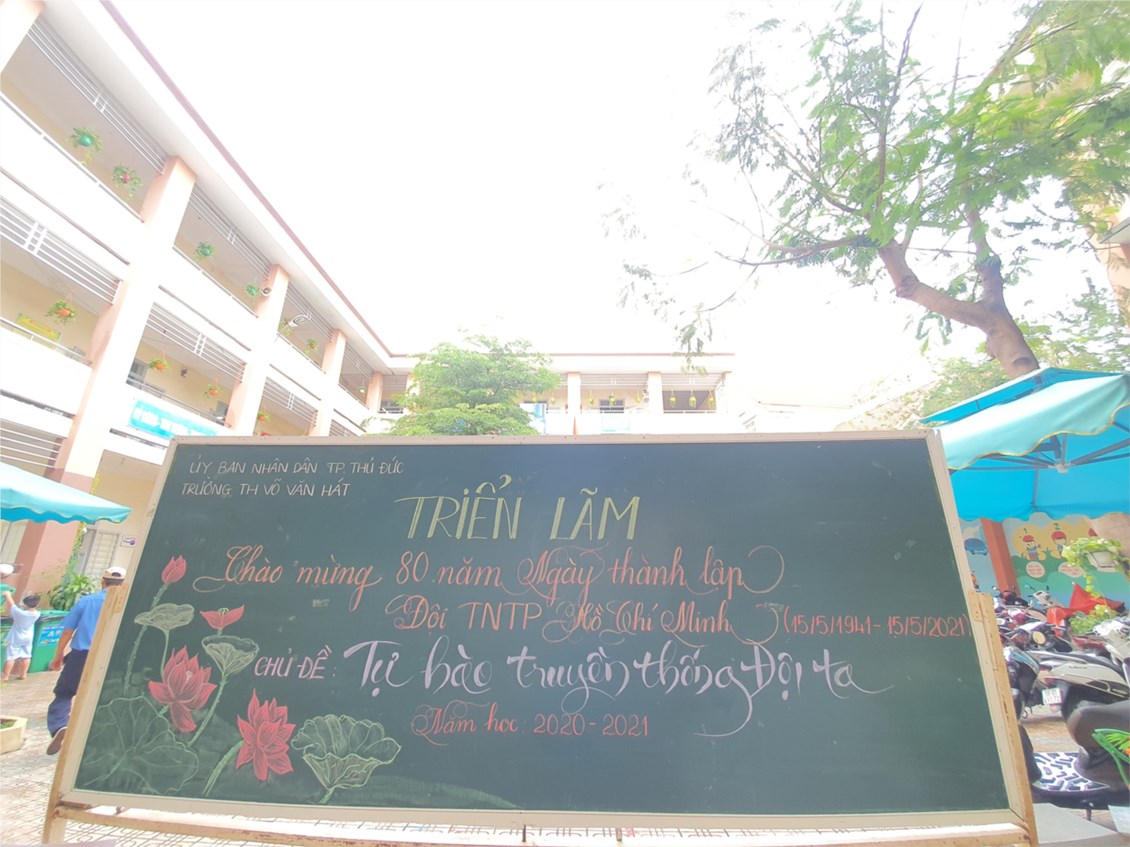 ỦY BAN NHÂN DÂN TP. THỦ ĐỨC
TRƯỜNG TH VÕ VĂN HÁT
TRIỂN LÃM
Chào mừng 80 năm Ngày thành lập
Đội TNTP Hồ Chí Minh (15/5/1941-15/5/2021)
CHỦ ĐỀ: Tự hào truyền thống Đội ta
Năm học: 2020-2021